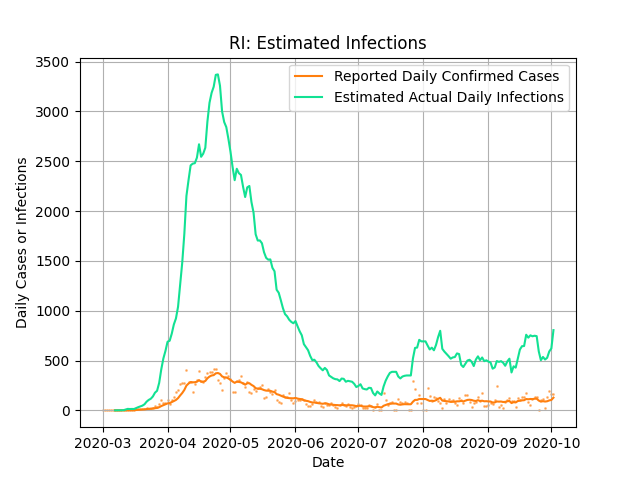 RI: Estimated Infections
Reported Daily Confirmed Cases
Estimated Actual Daily Infections
Daily Cases or Infections
3500
3000
2500
2000
1500
1000
500
0
2020-03 2020-04 2020-05 2020-06 2020-07 2020-08 2020-09 2020-10
Date